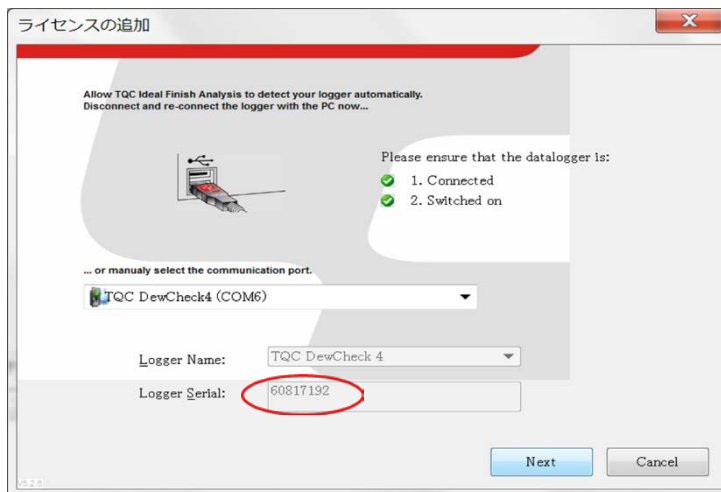 ライセンスの追加
Allow TQC Ideal Finish Analysis to detect your logger automatically.
Disconnect and re-connect the logger with the PC now...
Please ensure that the datalogger is:
1. Connected
2. Switched on
... or manualy select the communication port.
TQC DewCheck4 (COM6)
Logger Name:
TQC DewCheck 4
Logger Serial:
60817192
Next
Cancel
V5.2.6